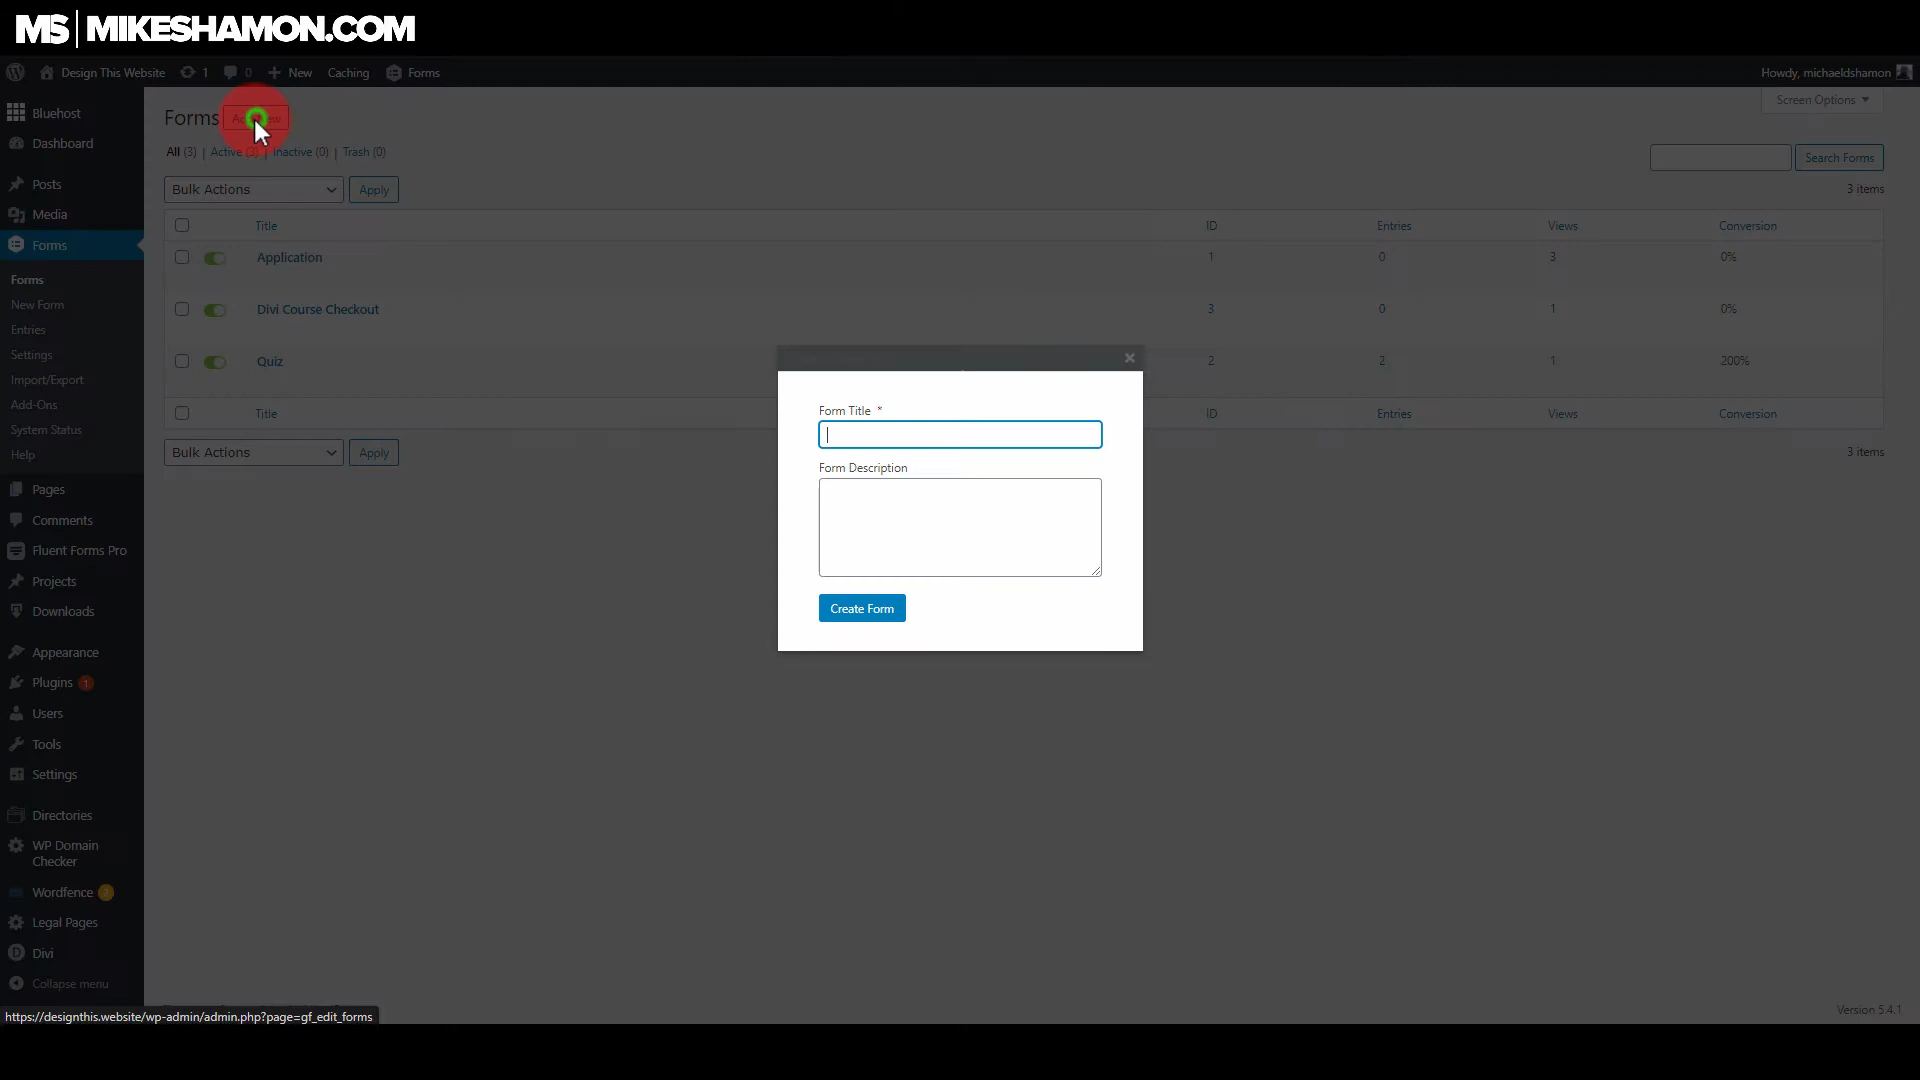 MS | MIKESHAMON.COM
Design This Website 1 0 + New Caching Forms Howdy, michaeldshamon
Bluehost
Dashboard
Posts
Media
Forms
Forms
New Form
Entries
Settings
Import/Export
Add-Ons
System Status
Help
Pages
Comments
Fluent Forms Pro
Projects
Downloads
Appearance
Plugins 1
Users
Tools
Settings
Directories
WP Domain
Checker
Wordfence
Legal Pages
Divi
Collapse menu
Screen Options
Forms
All (3) | Active (3) | Inactive (0) | Trash (0)
Search Forms
Bulk Actions Apply 3 items
Title ID Entries Views Conversion
Application 1 0 3 0%
Divi Course Checkout 3 0 1 0%
Quiz 2 2 1 200%
Title ID Entries Views Conversion
Bulk Actions Apply 3 items
Form Title *
Form Description
Create Form
https://designthis.website/wp-admin/admin.php?page=gf_edit_forms
Version 5.4.1